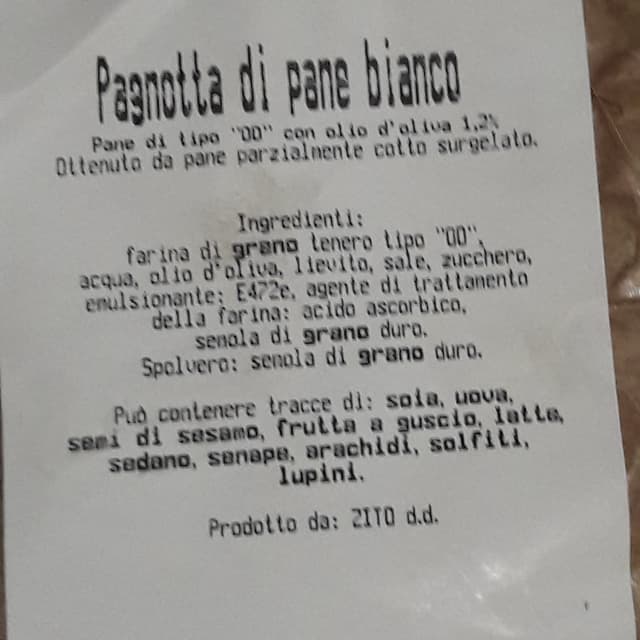 Pagnotta di pane bianco
Pane di tipo "00" con olio d'oliva 1,2%
Ottenuto da pane parzialmente cotto surgelato.
Ingredienti:
farina di grano tenero tipo "00",
acqua, olio d'oliva, lievito, sale, zucchero,
emulsionante: E472e, agente di trattamento
della farina: acido ascorbico,
semola di grano duro.
Spolvero: semola di grano duro.
Può contenere tracce di: soia, uova,
semi di sesamo, frutta a guscio, latte,
sedano, senape, arachidi, solfiti,
lupini.
Prodotto da: ZITO d.d.